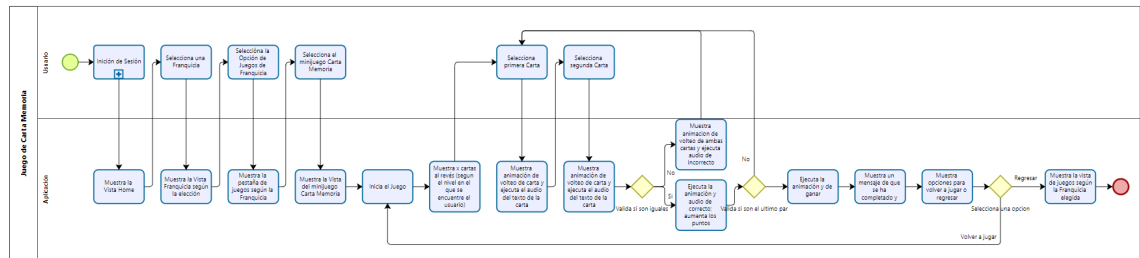 Juego de Carta Memoria
Usuario
Inición de Sesión
Selecciona una
Franquicia
Selecciona la
Opción de
Juegos de
Franquicia
Selecciona el
minijuego Carta
Memoria
Selecciona
primera Carta
Selecciona
segunda Carta
Aplicación
Muestra la
Vista Home
Muestra la Vista
Franquicia según
la elección
Muestra la
pestaña de
juegos según la
Franquicia
Muestra la Vista
del minijuego
Carta Memoria
Inicia el Juego
Muestra x cartas
al revés (segun
el nivel en el
que se
encuentre el
usuario)
Muestra
animación de
volteo de carta y
ejecuta el audio
del texto de la
carta
Muestra
animación de
volteo de carta y
ejecuta el audio
del texto de la
carta
Valida si son iguales
No
Muestra
animacion de
volteo de ambas
cartas y ejecuta
audio de
incorrecto
Si
Ejecuta la
animación y
audio de
correcto;
aumenta los
puntos
Valida si son el ultimo par
No
Ejecuta la
animación y de
ganar
Muestra un
mensaje de que
se ha
completado y
Muestra
opciones para
volver a jugar o
regresar
Selecciona una opcion
Regresar
Volver a jugar
Muestra la vista
de juegos según
la Franquicia
elegida